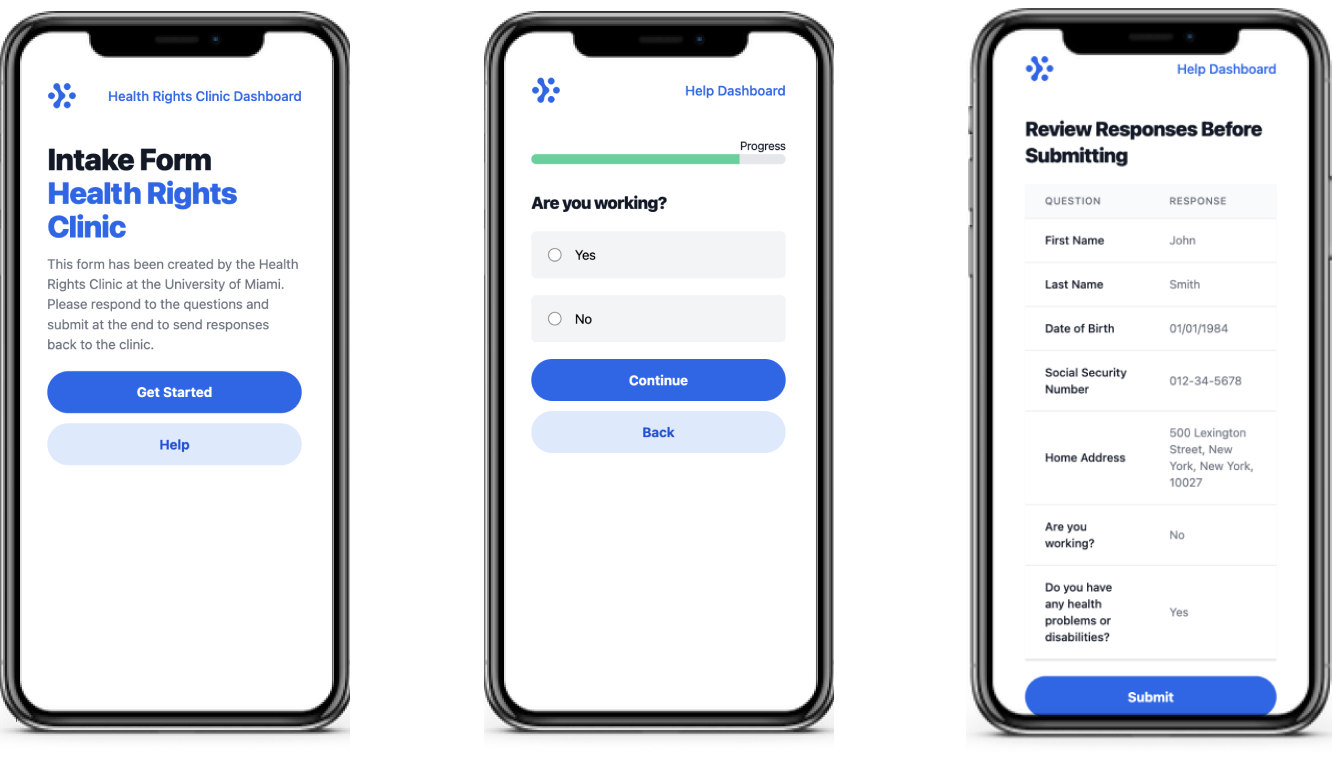 Health Rights Clinic Dashboard
Intake Form
Health Rights
Clinic
This form has been created by the Health
Rights Clinic at the University of Miami.
Please respond to the questions and
submit at the end to send responses
back to the clinic.
Get Started
Help
Help Dashboard
Progress
Are you working?
Yes
No
Continue
Back
Help Dashboard
Review Responses Before
Submitting
QUESTION RESPONSE
First Name John
Last Name Smith
Date of Birth 01/01/1984
Social Security
Number
012-34-5678
Home Address
500 Lexington
Street, New
York, New York,
10027
Are you
working?
No
Do you have
any health
problems or
disabilities?
Yes
Submit